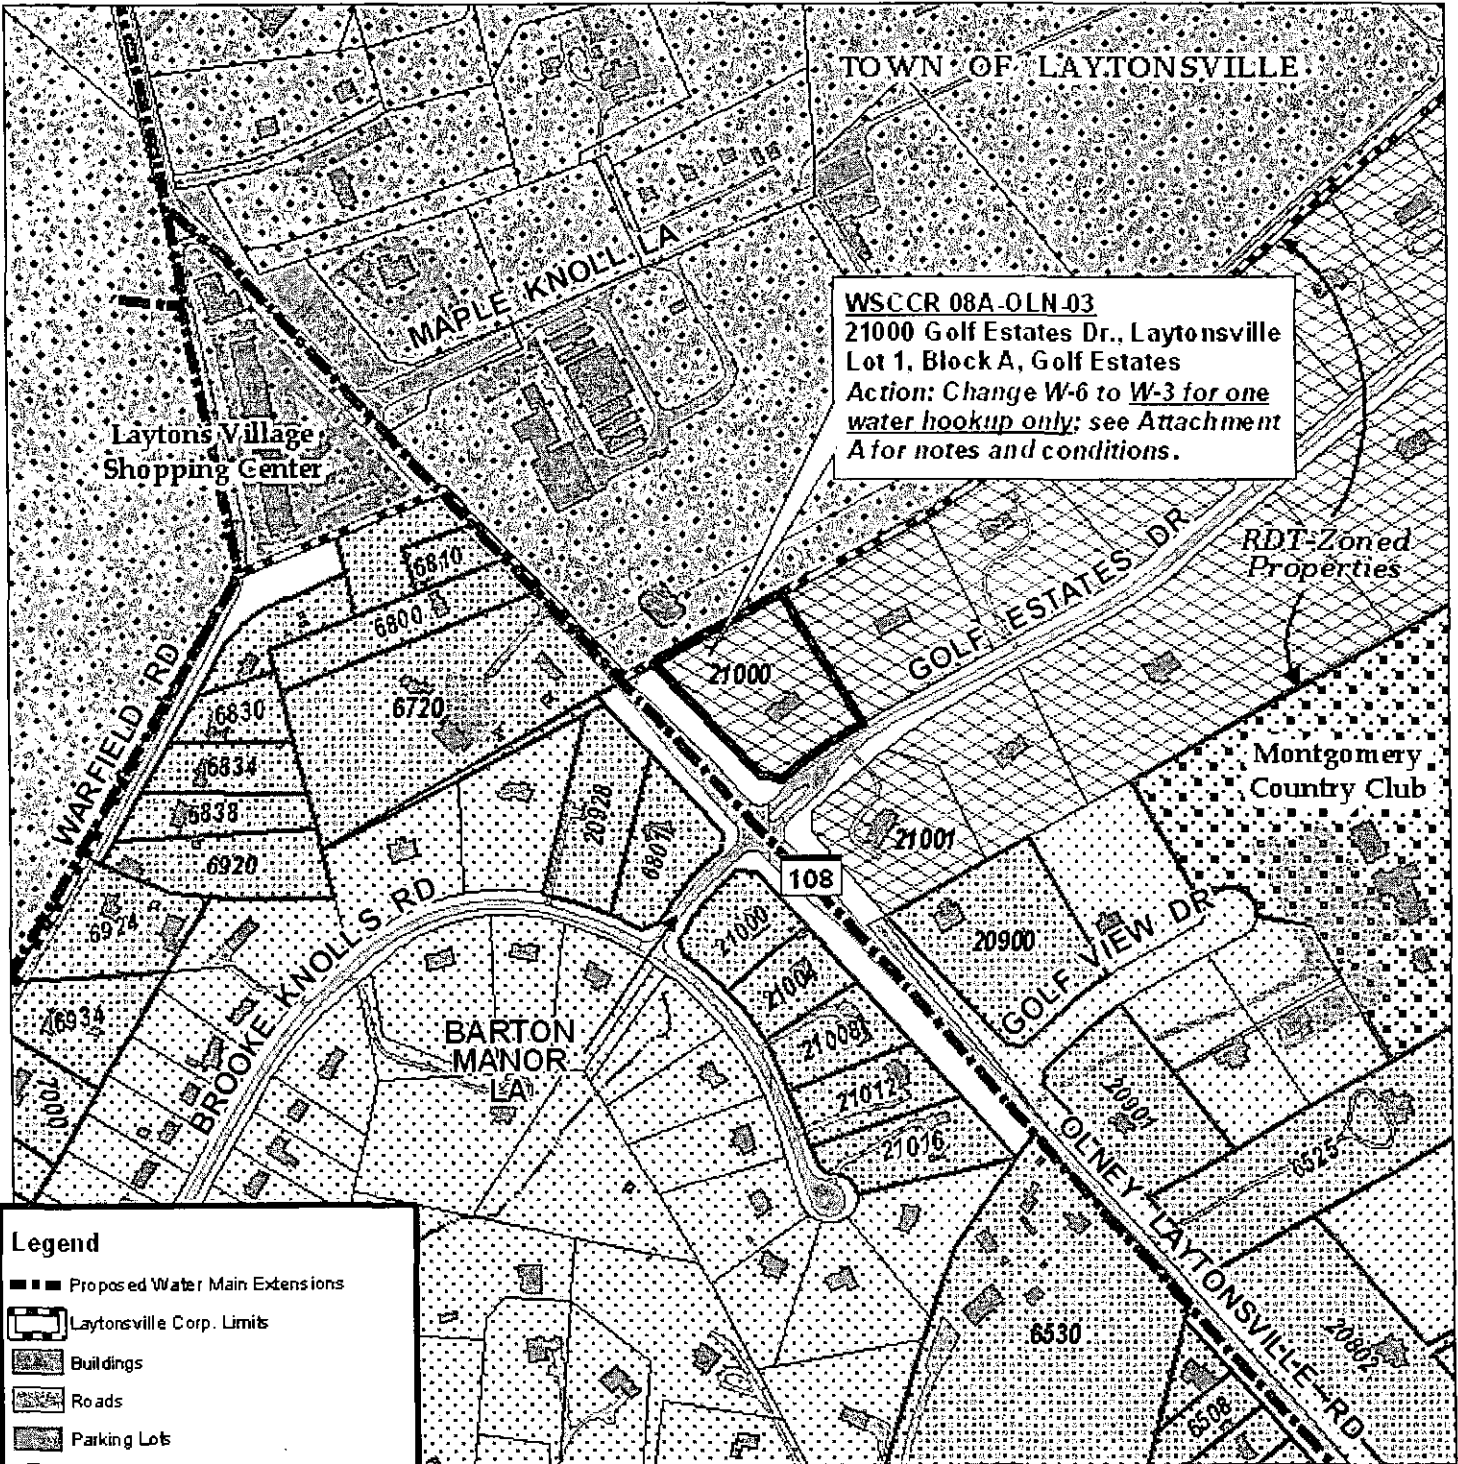 TOWN OF LAYTONSVILLE
MAPLE KNOLL LA
WSCCR 08A-OLN-03
21000 Golf Estates Dr., Laytonsville
Lot 1, Block A, Golf Estates
Action: Change W-6 to W-3 for one
water hookup only; see Attachment
A for notes and conditions.
Laytons Village
Shopping Center
RDT-Zoned
Properties
GOLF ESTATES DR
6810
6800
21000
WARFIELD RD
6720
6830
6834
6838
6920
20928
6807
21001
108
Montgomery
Country Club
6924
BROOKE KNOLLS RD
21000
20900
GOLF VIEW DR
21004
6934
BARTON
MANOR
LA
21008
7000
21012
20901
21016
6525
OLNEY LAYTONSVILLE RD
6530
20802
6508
Legend
Proposed Water Main Extensions
Laytonsville Corp. Limits
Buildings
Roads
Parking Lots